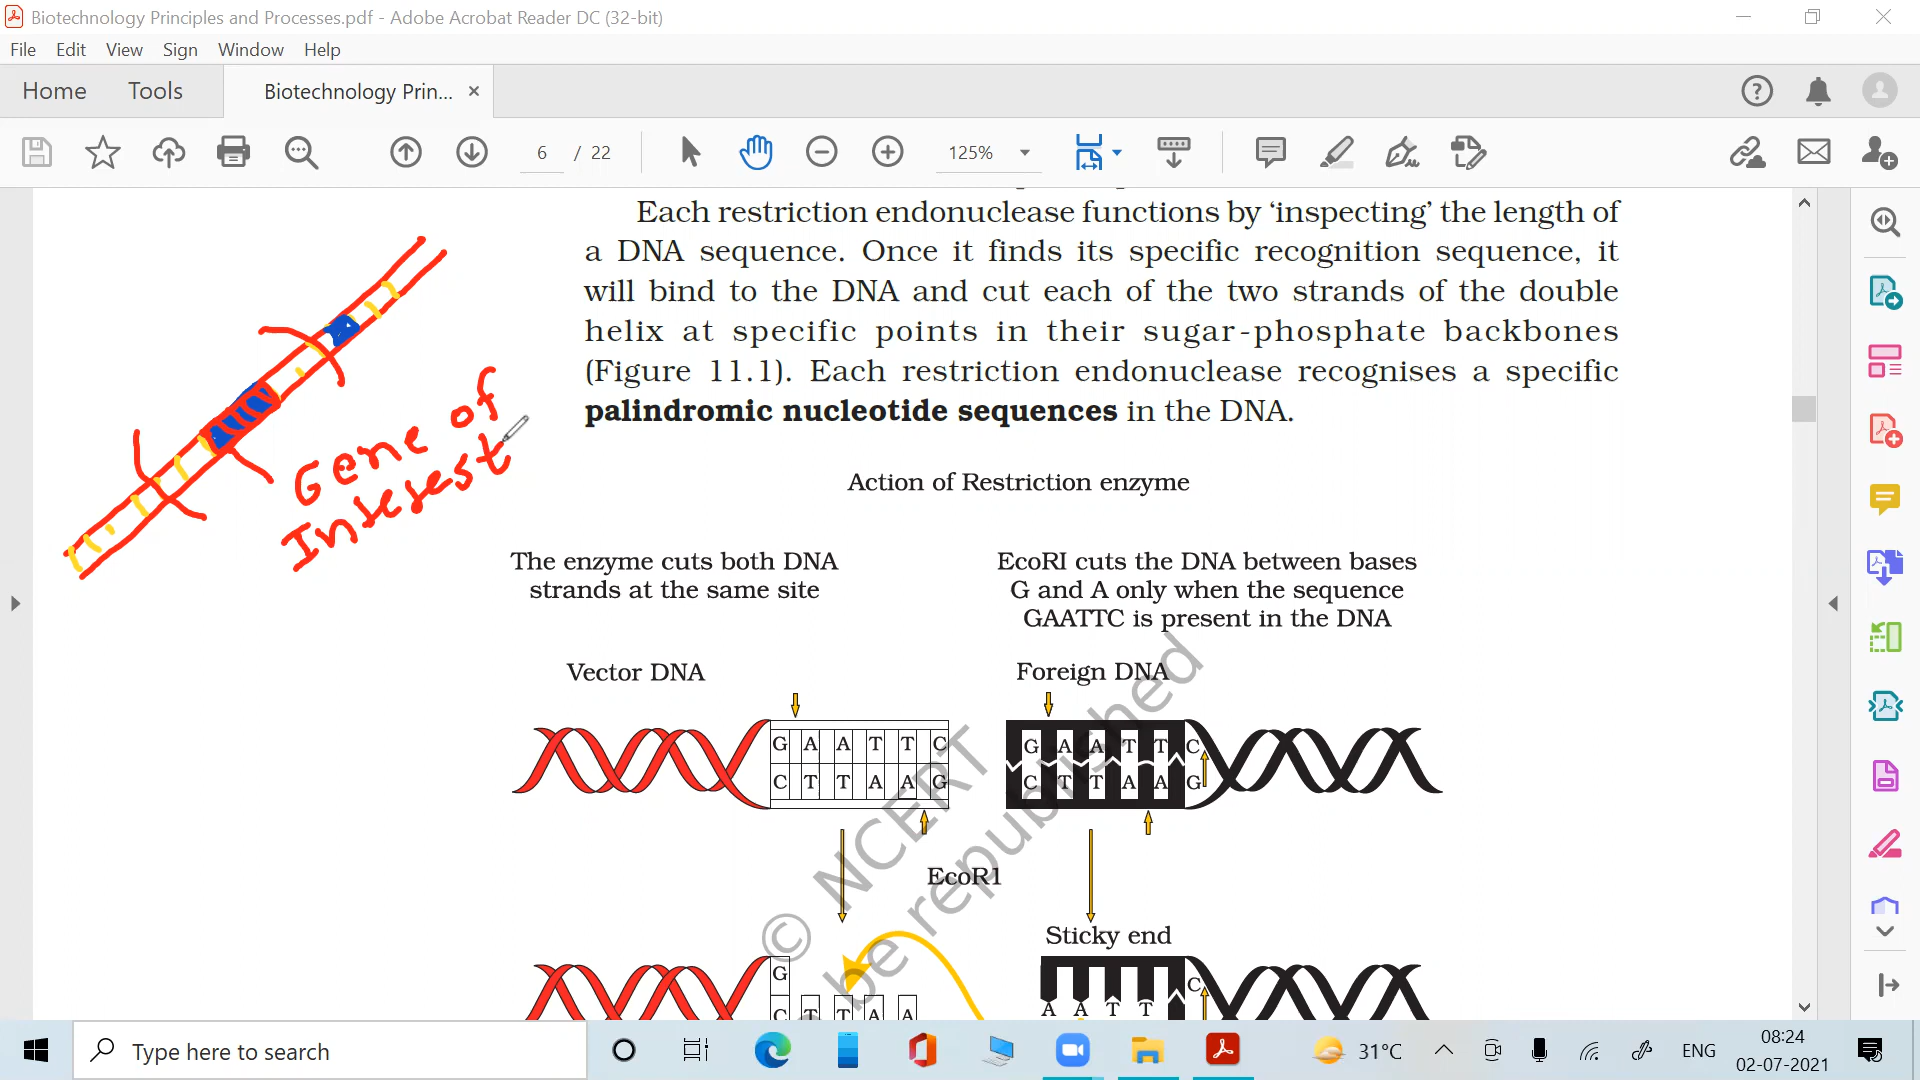 Biotechnology Principles and Processes.pdf - Adobe Acrobat Reader DC (32-bit)
File Edit View Sign Window Help
Home Tools Biotechnology Prin... ×
6 / 22 125%
Each restriction endonuclease functions by ‘inspecting’ the length of
a DNA sequence. Once it finds its specific recognition sequence, it
will bind to the DNA and cut each of the two strands of the double
helix at specific points in their sugar-phosphate backbones
(Figure 11.1). Each restriction endonuclease recognises a specific
palindromic nucleotide sequences in the DNA.
Gene of
Interest
Action of Restriction enzyme
The enzyme cuts both DNA
strands at the same site
EcoRI cuts the DNA between bases
G and A only when the sequence
GAATTC is present in the DNA
Vector DNA
Foreign DNA
G A A T T C
C T T A A G
G A A T T C
C T T A A G
EcoR1
Sticky end
G
C T T A A
C
A A T T
© NCERT
be republished
Type here to search
31°C ENG
08:24
02-07-2021